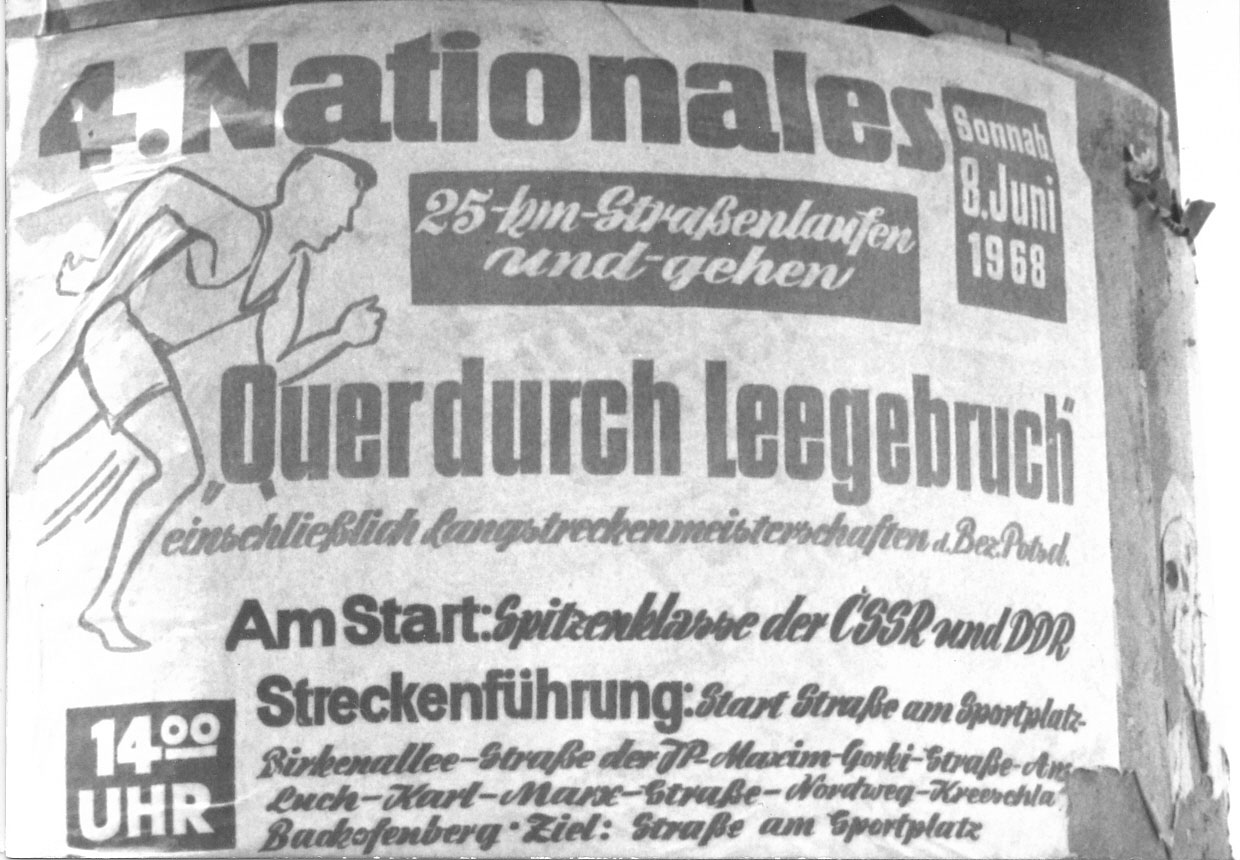 4. Nationales
Sonnab.
8. Juni
1968
25-km-Straßenlaufen
und-gehen
"Quer durch Leegebruch"
einschließlich Langstreckenmeisterschaften d. Bez. Potsd.
Am Start: Spitzenklasse der ČSSR und DDR
Streckenführung: Start Straße am Sportplatz-
Birkenallee-Straße der JP-Maxim-Gorki-Straße-Am
Luch-Karl-Marx-Straße-Nordweg-
Backofenberg · Ziel: Straße am Sportplatz
14 00
UHR